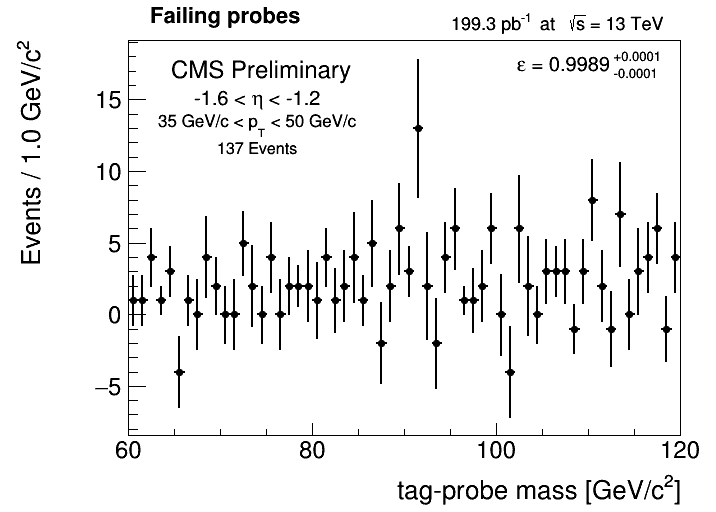 Failing probes
199.3 pb⁻¹ at √s = 13 TeV
CMS Preliminary
-1.6 < η < -1.2
35 GeV/c < p_T < 50 GeV/c
137 Events
ε = 0.9989 +0.0001 -0.0001
Events / 1.0 GeV/c²
15
10
5
0
−5
60 80 100 120
tag-probe mass [GeV/c²]